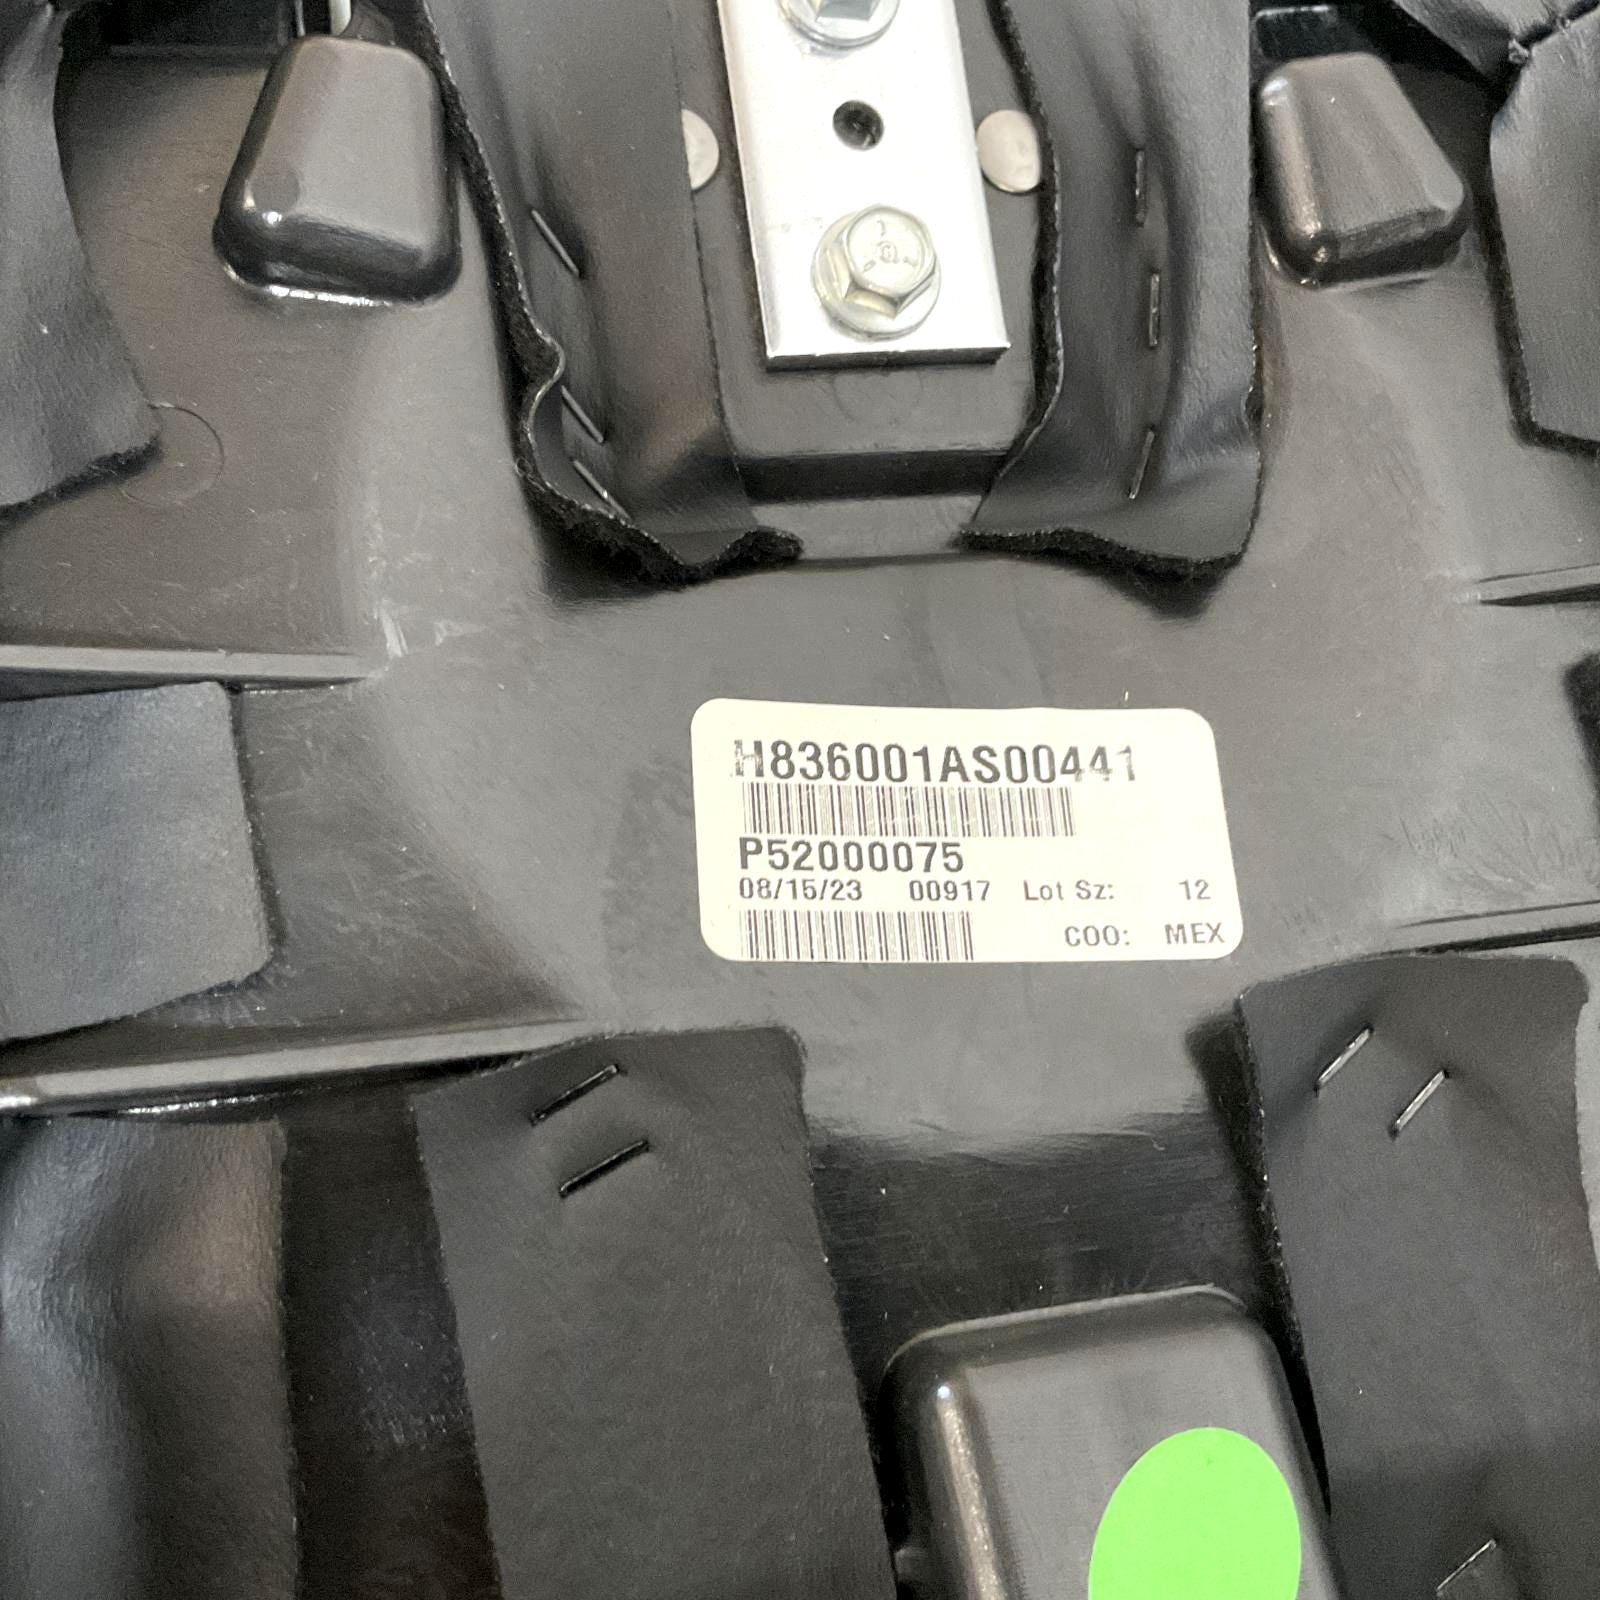 H836001AS00441
P52000075
08/15/23 00917 Lot Sz: 12
COO: MEX